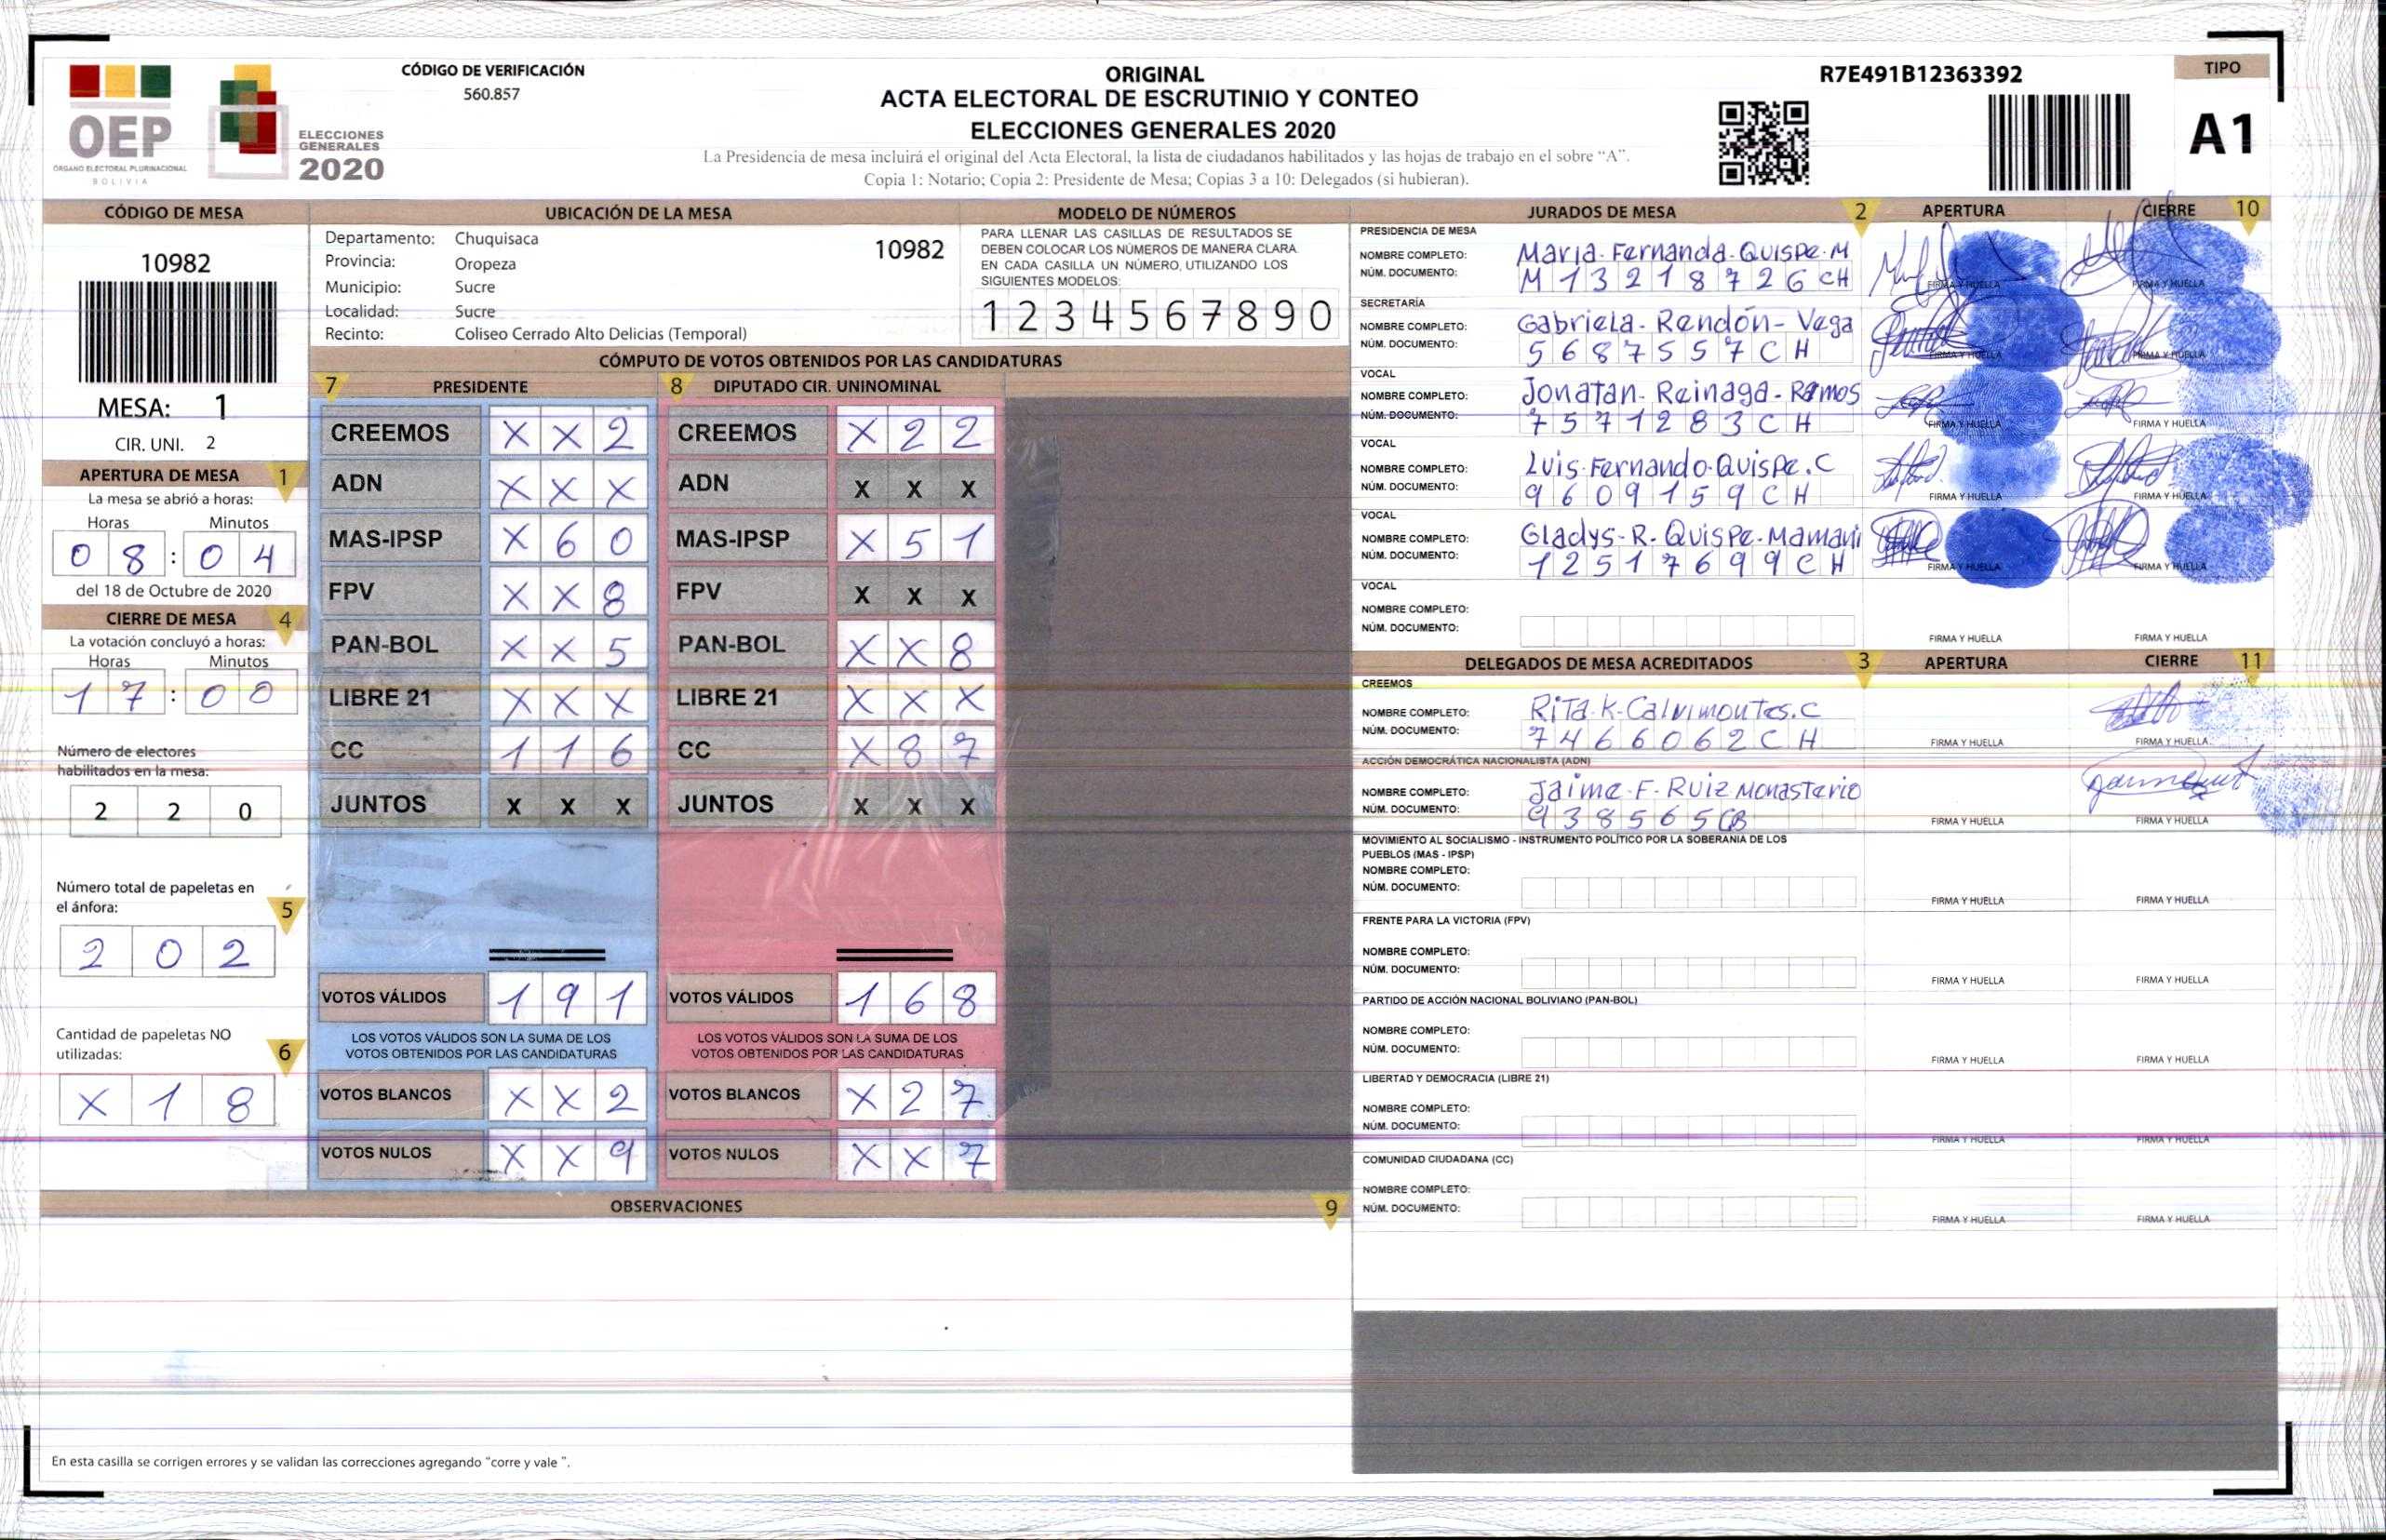 CÓDIGO DE VERIFICACIÓN
560.857
OEP
ÓRGANO ELECTORAL PLURINACIONAL
BOLIVIA
ELECCIONES
GENERALES
2020
ORIGINAL
ACTA ELECTORAL DE ESCRUTINIO Y CONTEO
ELECCIONES GENERALES 2020
La Presidencia de mesa incluirá el original del Acta Electoral, la lista de ciudadanos habilitados y las hojas de trabajo en el sobre “A”.
Copia 1: Notario; Copia 2: Presidente de Mesa; Copias 3 a 10: Delegados (si hubieran).
R7E491B12363392
TIPO
A1
CÓDIGO DE MESA
10982
MESA: 1
CIR. UNI. 2
APERTURA DE MESA 1
La mesa se abrió a horas:
Horas Minutos
0 8 : 0 4
del 18 de Octubre de 2020
CIERRE DE MESA 4
La votación concluyó a horas:
Horas Minutos
1 7 : 0 0
Número de electores
habilitados en la mesa:
2 2 0
Número total de papeletas en
el ánfora: 5
2 0 2
Cantidad de papeletas NO
utilizadas: 6
X 1 8
UBICACIÓN DE LA MESA
Departamento: Chuquisaca 10982
Provincia: Oropeza
Municipio: Sucre
Localidad: Sucre
Recinto: Coliseo Cerrado Alto Delicias (Temporal)
MODELO DE NÚMEROS
PARA LLENAR LAS CASILLAS DE RESULTADOS SE
DEBEN COLOCAR LOS NÚMEROS DE MANERA CLARA.
EN CADA CASILLA UN NÚMERO, UTILIZANDO LOS
SIGUIENTES MODELOS:
1 2 3 4 5 6 7 8 9 0
CÓMPUTO DE VOTOS OBTENIDOS POR LAS CANDIDATURAS
7 PRESIDENTE 8 DIPUTADO CIR. UNINOMINAL
CREEMOS X X 2 CREEMOS X 2 2
ADN X X X ADN X X X
MAS-IPSP X 6 0 MAS-IPSP X 5 1
FPV X X 8 FPV X X X
PAN-BOL X X 5 PAN-BOL X X 8
LIBRE 21 X X X LIBRE 21 X X X
CC 1 1 6 CC X 8 7
JUNTOS X X X JUNTOS X X X
VOTOS VÁLIDOS 1 9 1 VOTOS VÁLIDOS 1 6 8
LOS VOTOS VÁLIDOS SON LA SUMA DE LOS LOS VOTOS VÁLIDOS SON LA SUMA DE LOS
VOTOS OBTENIDOS POR LAS CANDIDATURAS VOTOS OBTENIDOS POR LAS CANDIDATURAS
VOTOS BLANCOS X X 2 VOTOS BLANCOS X 2 7
VOTOS NULOS X X 9 VOTOS NULOS X X 7
OBSERVACIONES 9
En esta casilla se corrigen errores y se validan las correcciones agregando “corre y vale ”.
JURADOS DE MESA 2 APERTURA CIERRE 10
PRESIDENCIA DE MESA
NOMBRE COMPLETO: Maria-Fernanda-Quispe-M
NÚM. DOCUMENTO: M 1 3 2 1 8 7 2 6 CH
FIRMA Y HUELLA FIRMA Y HUELLA
SECRETARÍA
NOMBRE COMPLETO: Gabriela-Rendón-Vega
NÚM. DOCUMENTO: 5 6 8 7 5 5 7 C H
FIRMA Y HUELLA FIRMA Y HUELLA
VOCAL
NOMBRE COMPLETO: Jonatan-Reinaga-Ramos
NÚM. DOCUMENTO: 7 5 7 1 2 8 3 C H
FIRMA Y HUELLA FIRMA Y HUELLA
VOCAL
NOMBRE COMPLETO: Luis-Fernando-Quispe.C
NÚM. DOCUMENTO: 9 6 0 9 1 5 9 C H
FIRMA Y HUELLA FIRMA Y HUELLA
VOCAL
NOMBRE COMPLETO: Gladys-R.Quispe-Mamani
NÚM. DOCUMENTO: 1 2 5 1 7 6 9 9 C H
FIRMA Y HUELLA FIRMA Y HUELLA
VOCAL
NOMBRE COMPLETO:
NÚM. DOCUMENTO:
FIRMA Y HUELLA FIRMA Y HUELLA
DELEGADOS DE MESA ACREDITADOS 3 APERTURA CIERRE 11
CREEMOS
NOMBRE COMPLETO: Rita-K-Calvimontes.C
NÚM. DOCUMENTO: 7 4 6 6 0 6 2 C H
FIRMA Y HUELLA FIRMA Y HUELLA
ACCIÓN DEMOCRÁTICA NACIONALISTA (ADN)
NOMBRE COMPLETO: Jaime-F-Ruiz Monasterio
NÚM. DOCUMENTO: 9 3 8 5 6 5 CB
FIRMA Y HUELLA FIRMA Y HUELLA
MOVIMIENTO AL SOCIALISMO - INSTRUMENTO POLÍTICO POR LA SOBERANIA DE LOS
PUEBLOS (MAS - IPSP)
NOMBRE COMPLETO:
NÚM. DOCUMENTO:
FIRMA Y HUELLA FIRMA Y HUELLA
FRENTE PARA LA VICTORIA (FPV)
NOMBRE COMPLETO:
NÚM. DOCUMENTO:
FIRMA Y HUELLA FIRMA Y HUELLA
PARTIDO DE ACCIÓN NACIONAL BOLIVIANO (PAN-BOL)
NOMBRE COMPLETO:
NÚM. DOCUMENTO:
FIRMA Y HUELLA FIRMA Y HUELLA
LIBERTAD Y DEMOCRACIA (LIBRE 21)
NOMBRE COMPLETO:
NÚM. DOCUMENTO:
FIRMA Y HUELLA FIRMA Y HUELLA
COMUNIDAD CIUDADANA (CC)
NOMBRE COMPLETO:
NÚM. DOCUMENTO:
FIRMA Y HUELLA FIRMA Y HUELLA